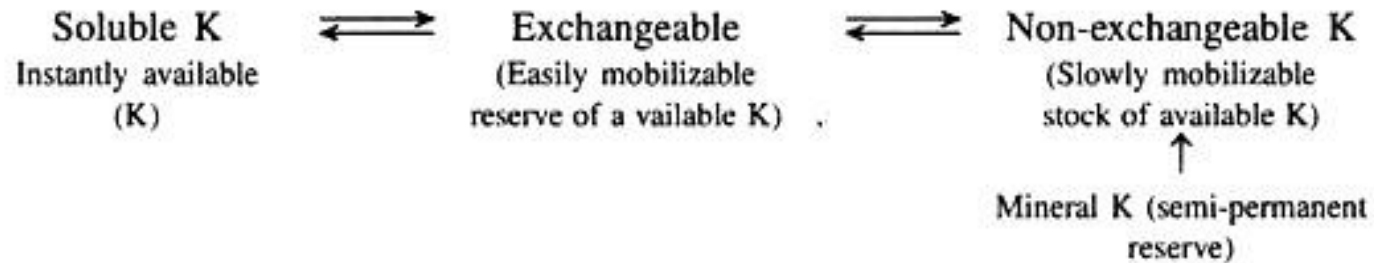 Soluble K ⇌ Exchangeable ⇌ Non-exchangeable K
Instantly available (Easily mobilizable (Slowly mobilizable
(K) reserve of a vailable K) . stock of available K)
↑
Mineral K (semi-permanent
reserve)